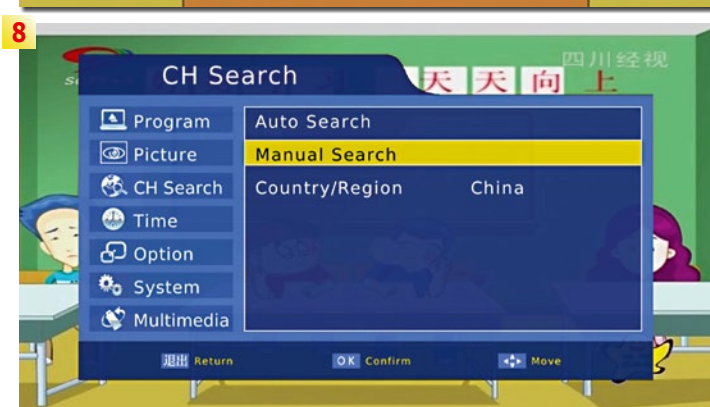 8
四川经视
天天向上
CH Search
Program
Picture
CH Search
Time
Option
System
Multimedia
Auto Search
Manual Search
Country/Region China
退出 Return
OK Confirm
Move